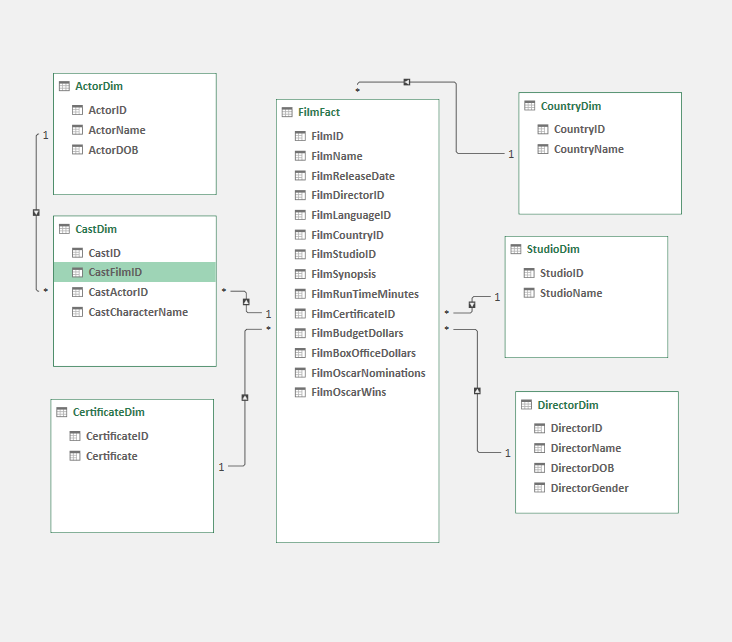 ActorDim
ActorID
ActorName
ActorDOB
1
*
CastDim
CastID
CastFilmID
CastActorID
CastCharacterName
*
1
CertificateDim
CertificateID
Certificate
1
*
FilmFact
FilmID
FilmName
FilmReleaseDate
FilmDirectorID
FilmLanguageID
FilmCountryID
FilmStudioID
FilmSynopsis
FilmRunTimeMinutes
FilmCertificateID
FilmBudgetDollars
FilmBoxOfficeDollars
FilmOscarNominations
FilmOscarWins
*
1
CountryDim
CountryID
CountryName
*
1
StudioDim
StudioID
StudioName
*
1
DirectorDim
DirectorID
DirectorName
DirectorDOB
DirectorGender